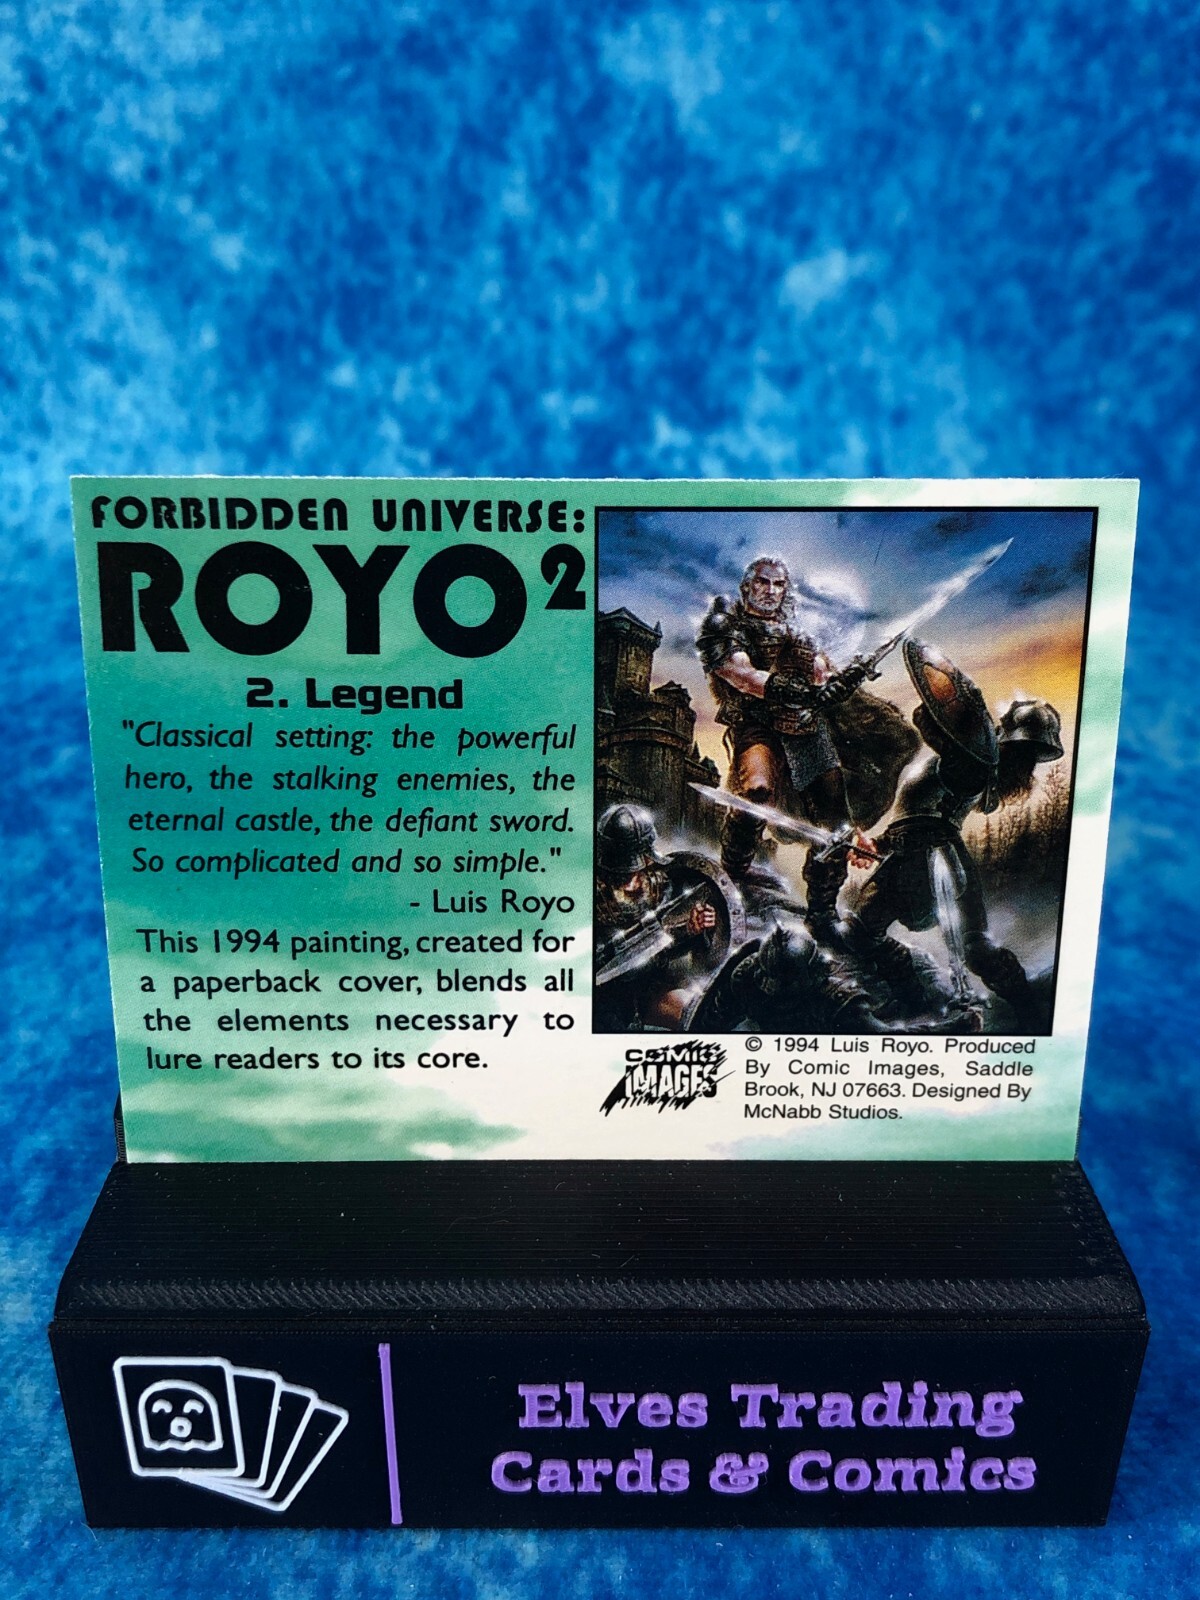 FORBIDDEN UNIVERSE:
ROYO²
2. Legend
"Classical setting: the powerful
hero, the stalking enemies, the
eternal castle, the defiant sword.
So complicated and so simple."
- Luis Royo
This 1994 painting, created for
a paperback cover, blends all
the elements necessary to
lure readers to its core.
COMIC
IMAGES
© 1994 Luis Royo. Produced
By Comic Images, Saddle
Brook, NJ 07663. Designed By
McNabb Studios.
Elves Trading
Cards & Comics